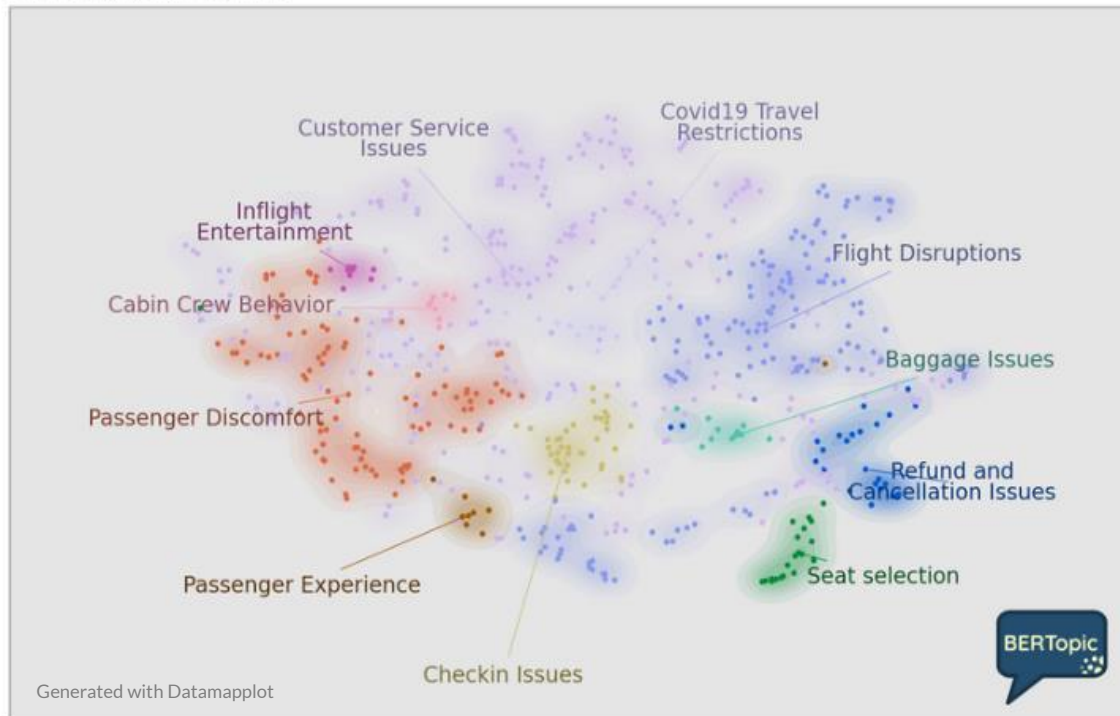 Customer Service
Issues
Covid19 Travel
Restrictions
Inflight
Entertainment
Flight Disruptions
Cabin Crew Behavior
Baggage Issues
Passenger Discomfort
Refund and
Cancellation Issues
Passenger Experience
Seat selection
Checkin Issues
BERTopic
Generated with Datamapplot